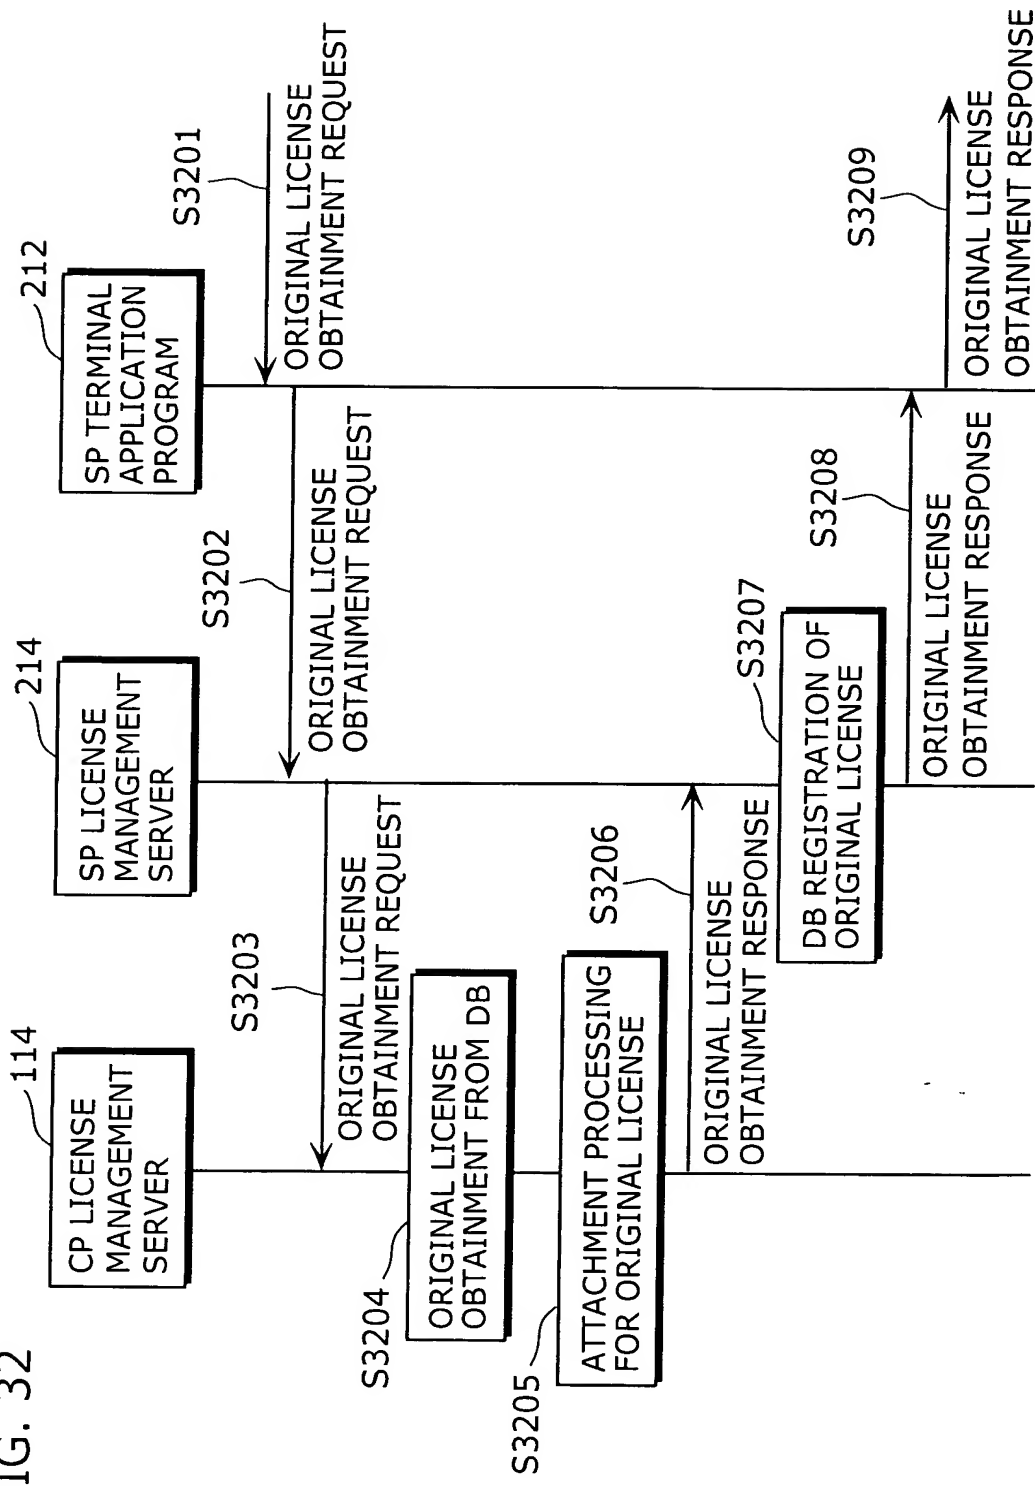 IG. 32
CP LICENSE
MANAGEMENT
SERVER
114
SP LICENSE
MANAGEMENT
SERVER
214
SP TERMINAL
APPLICATION
PROGRAM
212
S3201
ORIGINAL LICENSE
OBTAINMENT REQUEST
S3202
ORIGINAL LICENSE
OBTAINMENT REQUEST
S3203
ORIGINAL LICENSE
OBTAINMENT REQUEST
S3204
ORIGINAL LICENSE
OBTAINMENT FROM DB
S3205
ATTACHMENT PROCESSING
FOR ORIGINAL LICENSE
S3206
ORIGINAL LICENSE
OBTAINMENT RESPONSE
S3207
DB REGISTRATION OF
ORIGINAL LICENSE
S3208
ORIGINAL LICENSE
OBTAINMENT RESPONSE
S3209
ORIGINAL LICENSE
OBTAINMENT RESPONSE